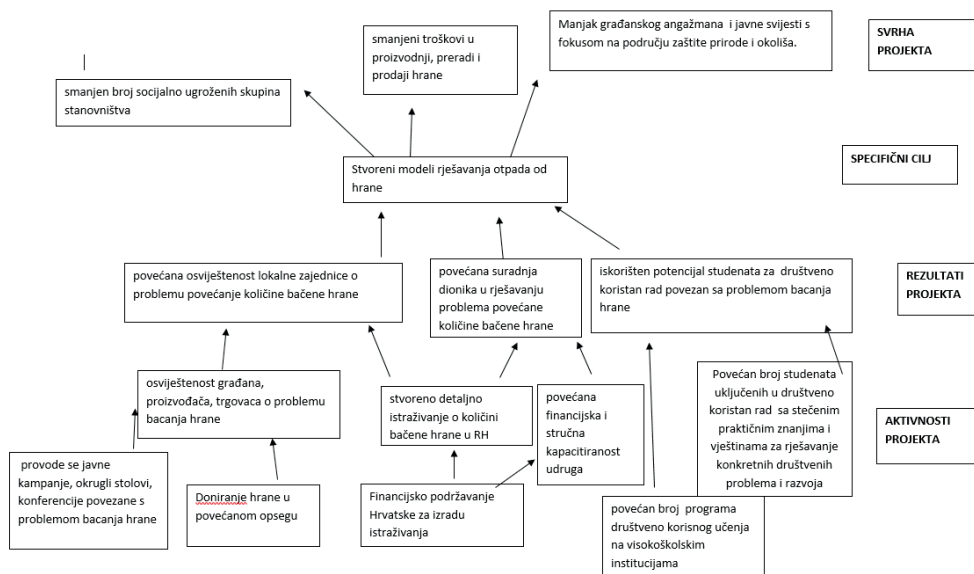 Manjak građanskog angažmana  i javne svijesti s
fokusom na području zaštite prirode i okoliša.
SVRHA
PROJEKTA
smanjeni troškovi u
proizvodnji, preradi i
prodaji hrane
smanjen broj socijalno ugroženih skupina
stanovništva
SPECIFIČNI CILJ
Stvoreni modeli rješavanja otpada od
hrane
povećana osviještenost lokalne zajednice o
problemu povećanje količine bačene hrane
povećana suradnja
dionika u rješavanju
problema povećane
količine bačene hrane
iskorišten potencijal studenata za  društveno
koristan rad povezan sa problemom bacanja
hrane
REZULTATI
PROJEKTA
osviještenost građana,
proizvođača, trgovaca o problemu
bacanja hrane
stvoreno detaljno
istraživanje o količini
bačene hrane u RH
povećana
financijska i
stručna
kapacitiranost
udruga
Povećan broj studenata
uključenih u društveno
koristan rad  sa stečenim
praktičnim znanjima i
vještinama za rješavanje
konkretnih društvenih
problema i razvoja
AKTIVNOSTI
PROJEKTA
provode se javne
kampanje, okrugli stolovi,
konferencije povezane s
problemom bacanja hrane
Doniranje hrane u
povećanom opsegu
Financijsko podržavanje
Hrvatske za izradu
istraživanja
povećan broj  programa
društveno korisnog učenja
na visokoškolskim
institucijama